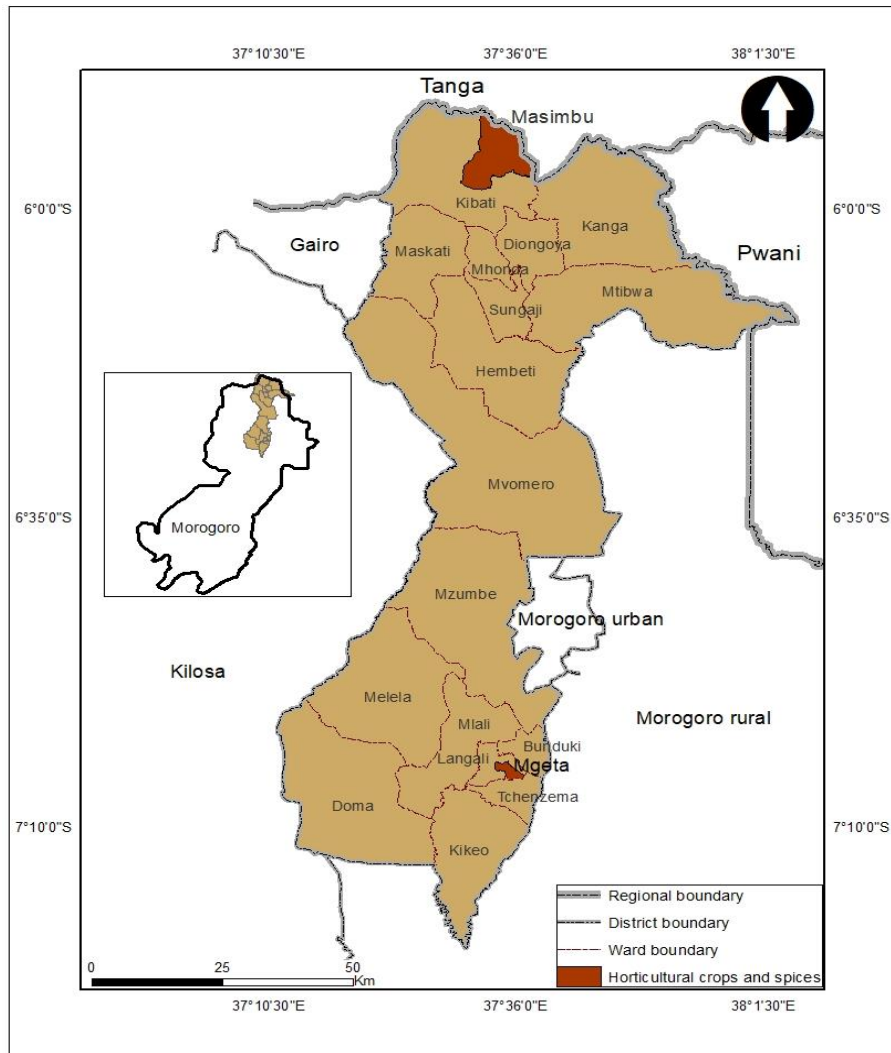 37°10'30"E 37°36'0"E 38°1'30"E
Tanga
Masimbu
6°0'0"S 6°0'0"S
Kibati
Kanga
Gairo
Maskati
Diongoya
Pwani
Mhonda
Mtibwa
Sungaji
Hembeti
Mvomero
6°35'0"S 6°35'0"S
Morogoro
Mzumbe
Morogoro urban
Kilosa
Melela
Morogoro rural
Mlali
Bunduki
Langali
Mgeta
Tchenzema
Doma
7°10'0"S 7°10'0"S
Kikeo
Regional boundary
District boundary
Ward boundary
Horticultural crops and spices
0 25 50
Km
37°10'30"E 37°36'0"E 38°1'30"E